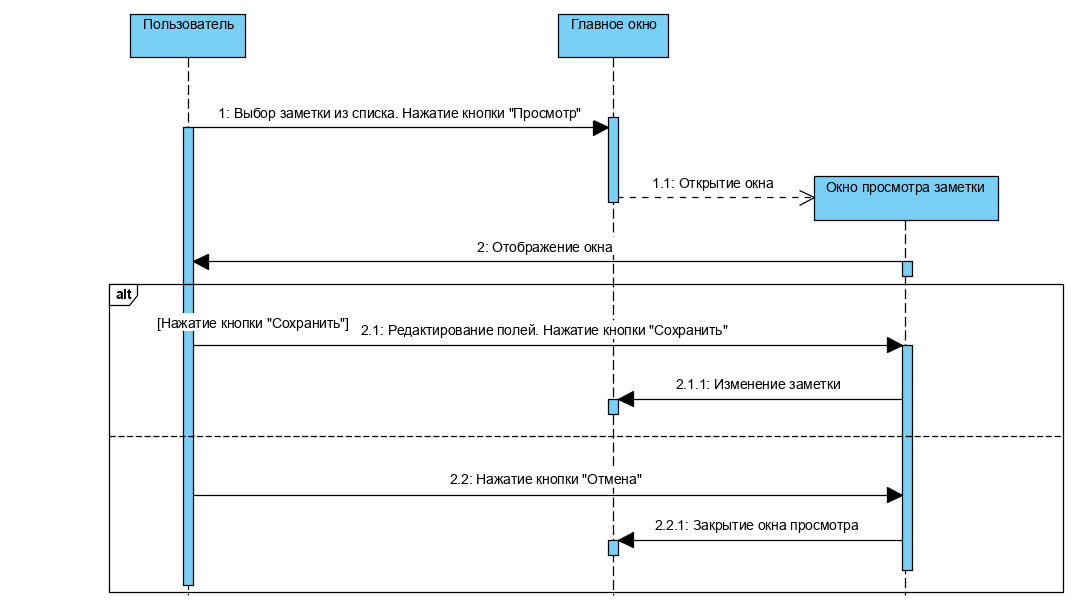 Пользователь
Главное окно
1: Выбор заметки из списка. Нажатие кнопки "Просмотр"
1.1: Открытие окна
Окно просмотра заметки
2: Отображение окна
alt
[Нажатие кнопки "Сохранить"]
2.1: Редактирование полей. Нажатие кнопки "Сохранить"
2.1.1: Изменение заметки
2.2: Нажатие кнопки "Отмена"
2.2.1: Закрытие окна просмотра